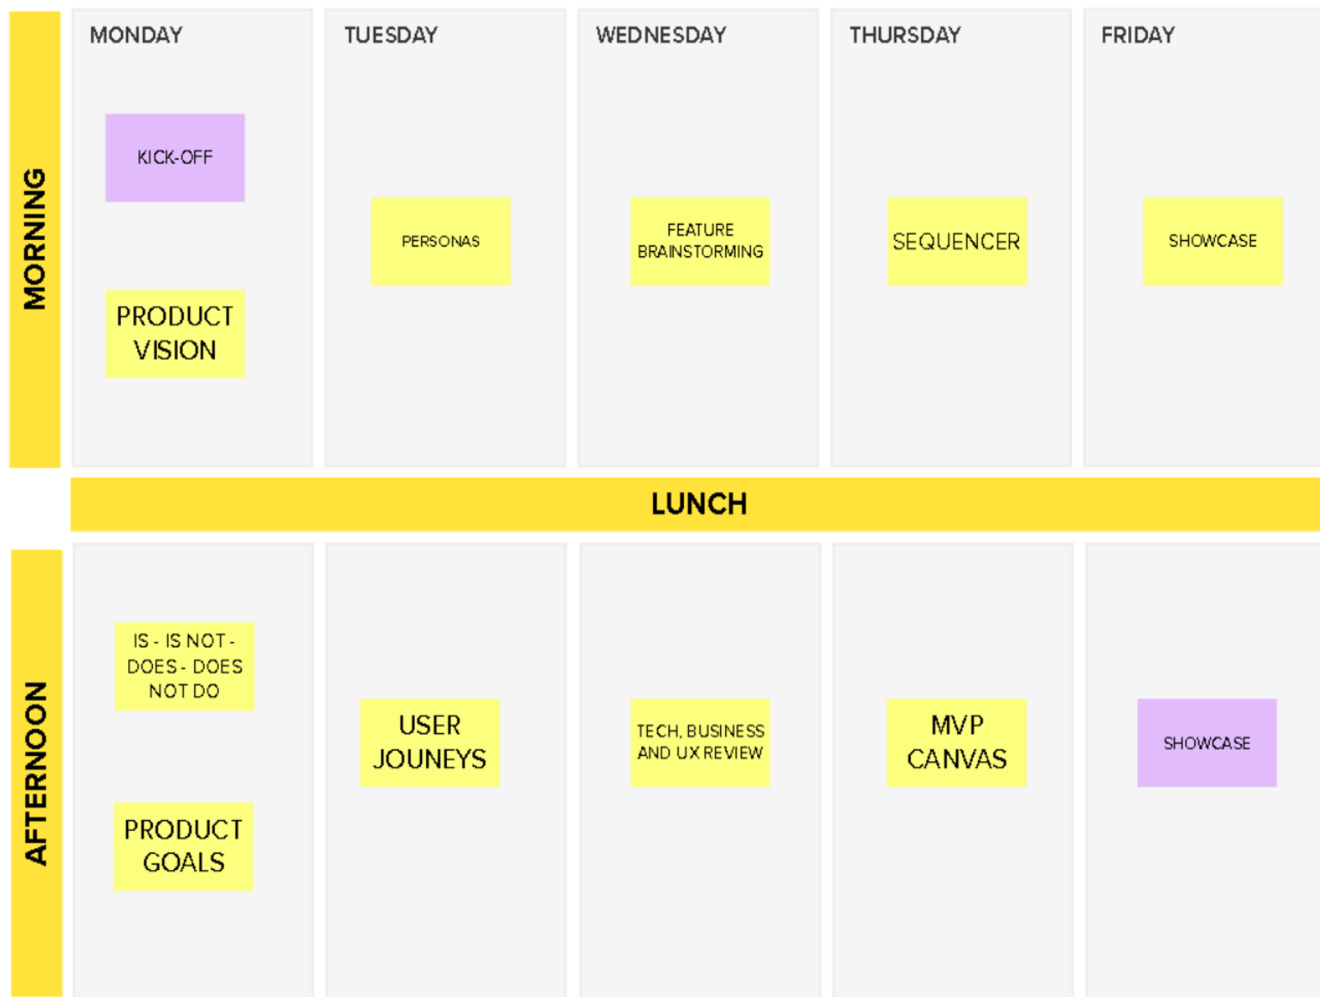 MONDAY
TUESDAY
WEDNESDAY
THURSDAY
FRIDAY
MORNING
KICK-OFF
PRODUCT
VISION
PERSONAS
FEATURE
BRAINSTORMING
SEQUENCER
SHOWCASE
LUNCH
AFTERNOON
IS - IS NOT -
DOES - DOES
NOT DO
PRODUCT
GOALS
USER
JOUNEYS
TECH, BUSINESS
AND UX REVIEW
MVP
CANVAS
SHOWCASE